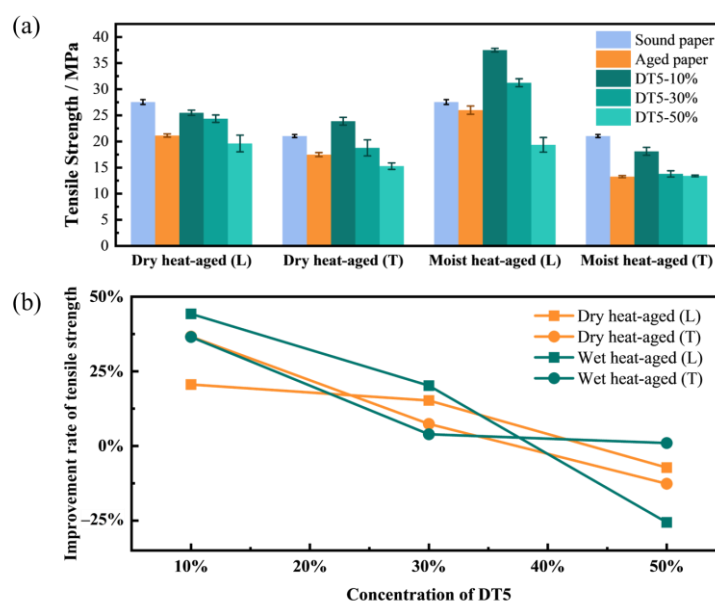 (a)
Tensile Strength / MPa
40
35
30
25
20
15
10
5
0
Sound paper
Aged paper
DT5-10%
DT5-30%
DT5-50%
Dry heat-aged (L)
Dry heat-aged (T)
Moist heat-aged (L)
Moist heat-aged (T)
(b)
Improvement rate of tensile strength
50%
25%
0%
–25%
Dry heat-aged (L)
Dry heat-aged (T)
Wet heat-aged (L)
Wet heat-aged (T)
10%
20%
30%
40%
50%
Concentration of DT5